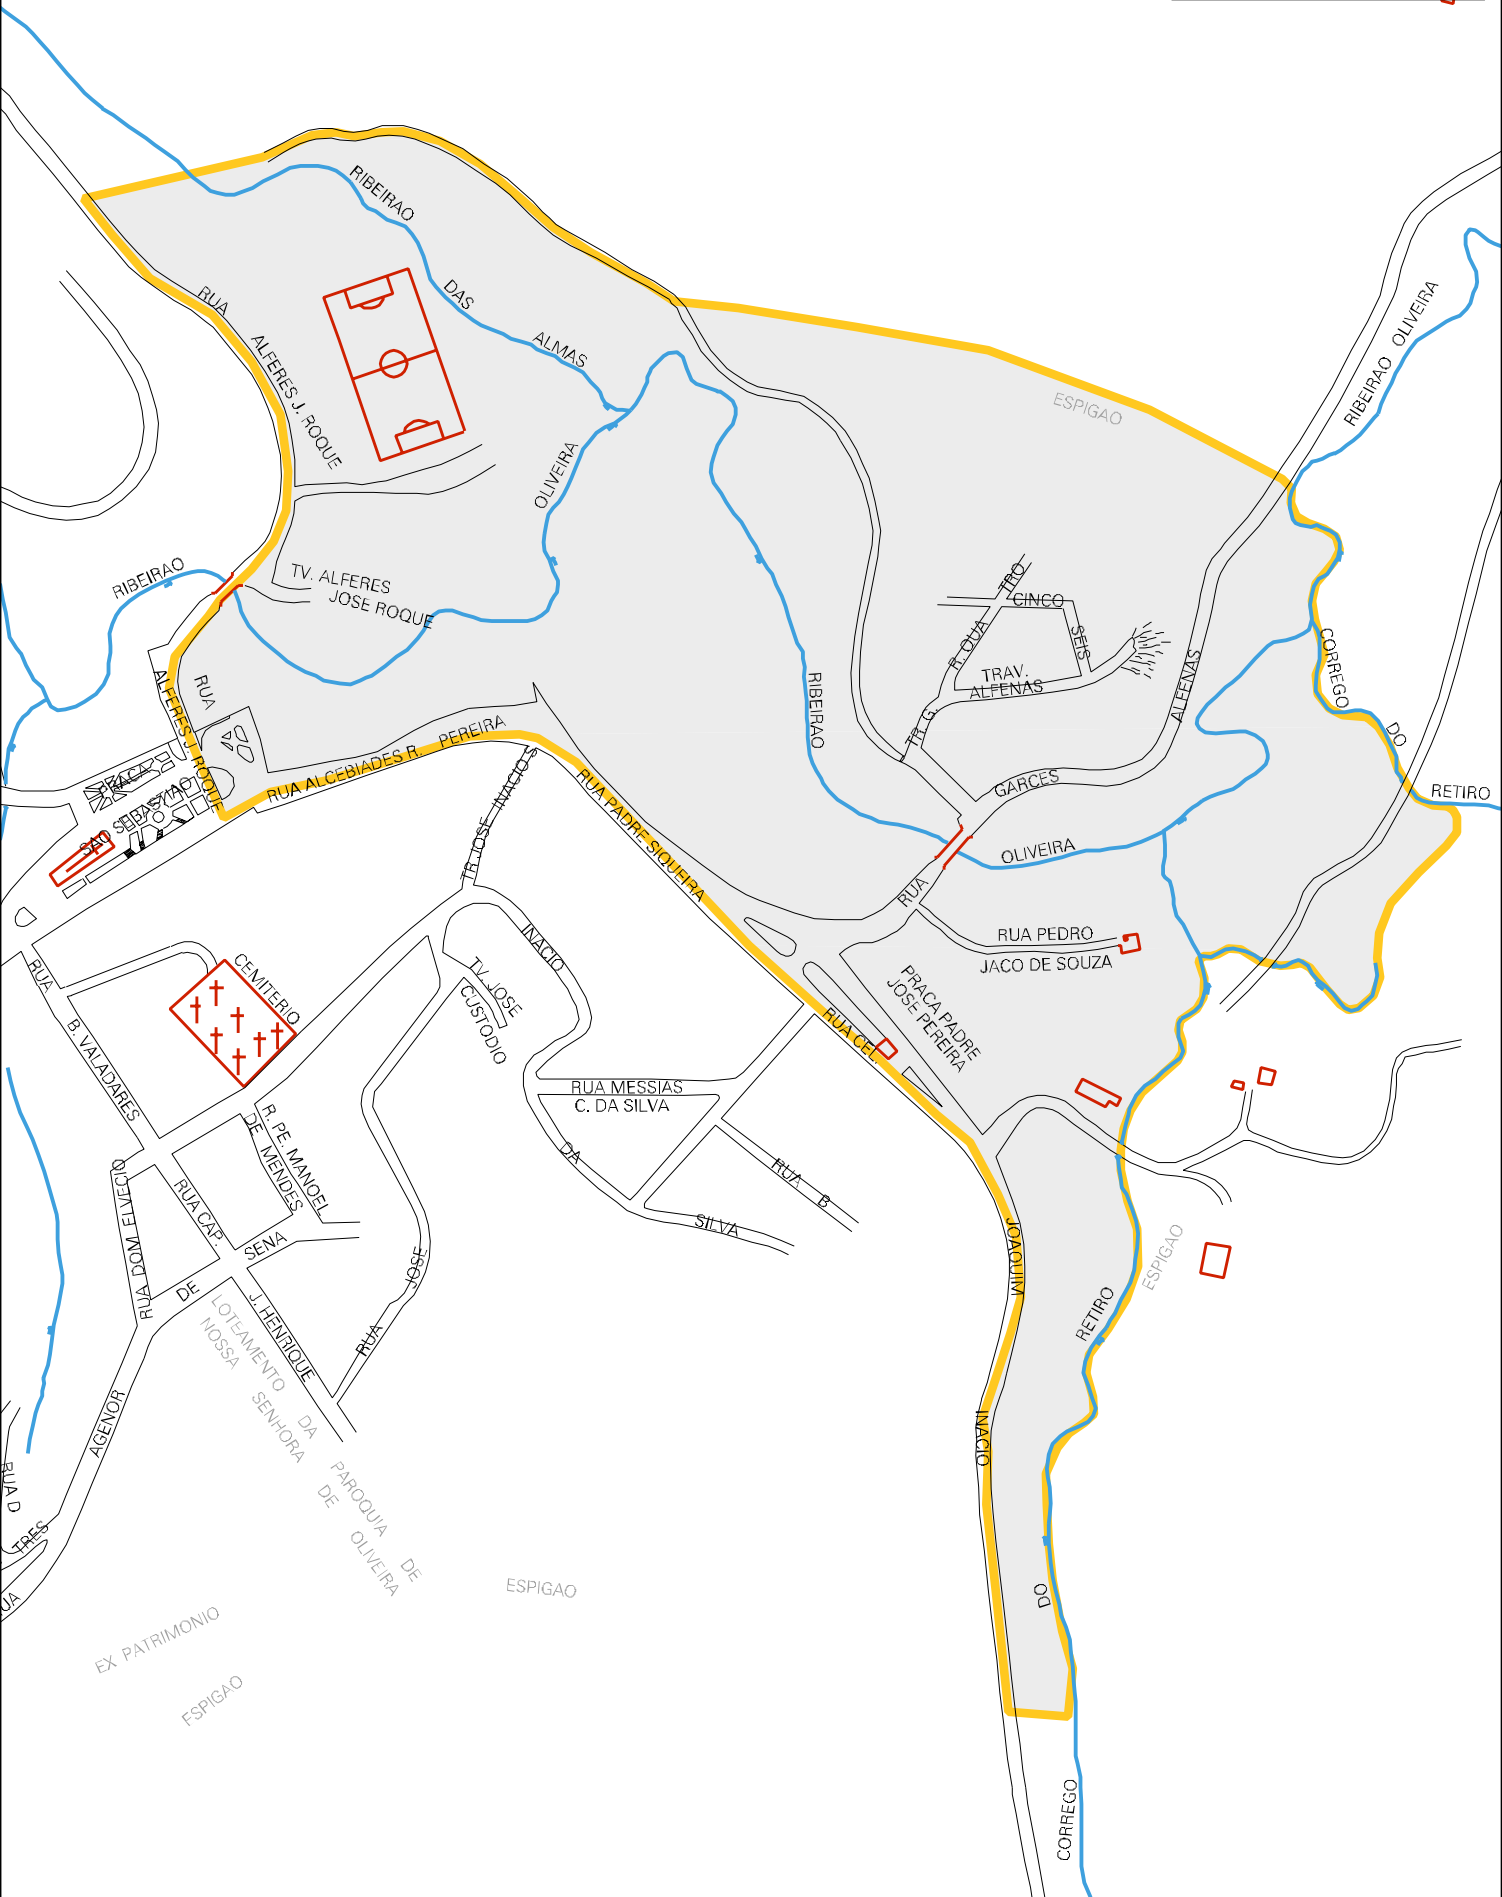 RIBEIRAO
DAS
ALMAS
RUA
ALFERES J. ROQUE
RIBEIRAO OLIVEIRA
ESPIGAO
OLIVEIRA
RIBEIRAO
TV. ALFERES
JOSE ROQUE
TRO
CINCO
R. QUA
SEIS
TRAV.
ALFENAS
CORREGO
DO
RETIRO
RUA
ALFERES J. ROQUE
RIBEIRAO
ALFENAS
TR. G.
GARCES
RUA ALCEBIADES R. PEREIRA
PRACA
SAO SEBASTIAO
TR JOSE INACIO S
RUA PADRE SIQUEIRA
OLIVEIRA
RUA
RUA PEDRO
JACO DE SOUZA
INACIO
CEMITERIO
RUA
B. VALADARES
TV. JOSE
CUSTODIO
PRACA PADRE
JOSE PEREIRA
RUA CEL.
RUA MESSIAS
C. DA SILVA
R. PE. MANOEL
DE MENDES
DA
RUA B
SILVA
RUA DOM ELVECIO
RUA CAP.
SENA
DE
J. HENRIQUE
JOSE
RUA
JOAQUIM
ESPIGAO
RETIRO
LOTEAMENTO DA PAROQUIA DE
NOSSA SENHORA DE OLIVEIRA
AGENOR
INACIO
RUA D
TRES
UA
DO
ESPIGAO
EX PATRIMONIO
ESPIGAO
CORREGO